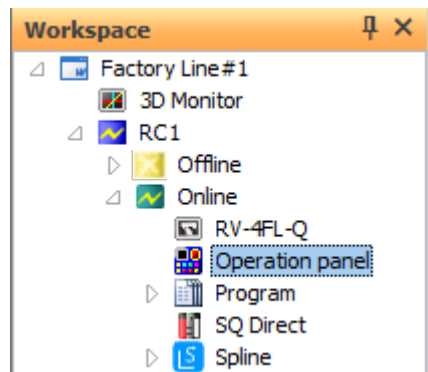 Workspace
Factory Line#1
3D Monitor
RC1
Offline
Online
RV-4FL-Q
Operation panel
Program
SQ Direct
Spline